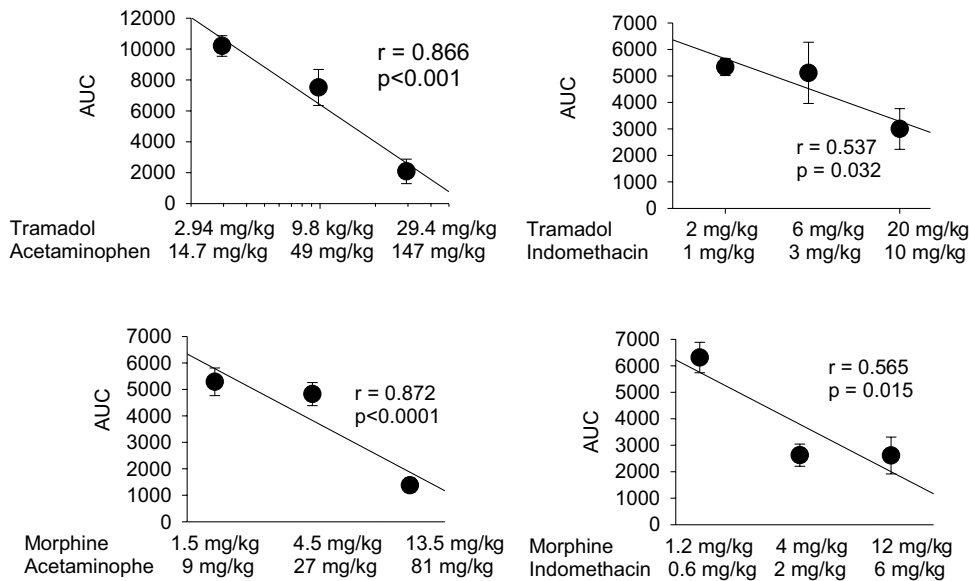 12000
10000
8000
6000
4000
2000
0
AUC
r = 0.866
p<0.001
Tramadol 2.94 mg/kg 9.8 kg/kg 29.4 mg/kg
Acetaminophen 14.7 mg/kg 49 mg/kg 147 mg/kg
7000
6000
5000
4000
3000
2000
1000
0
AUC
r = 0.537
p = 0.032
Tramadol 2 mg/kg 6 mg/kg 20 mg/kg
Indomethacin 1 mg/kg 3 mg/kg 10 mg/kg
7000
6000
5000
4000
3000
2000
1000
0
AUC
r = 0.872
p<0.0001
Morphine 1.5 mg/kg 4.5 mg/kg 13.5 mg/kg
Acetaminophe 9 mg/kg 27 mg/kg 81 mg/kg
7000
6000
5000
4000
3000
2000
1000
0
AUC
r = 0.565
p = 0.015
Morphine 1.2 mg/kg 4 mg/kg 12 mg/kg
Indomethacin 0.6 mg/kg 2 mg/kg 6 mg/kg